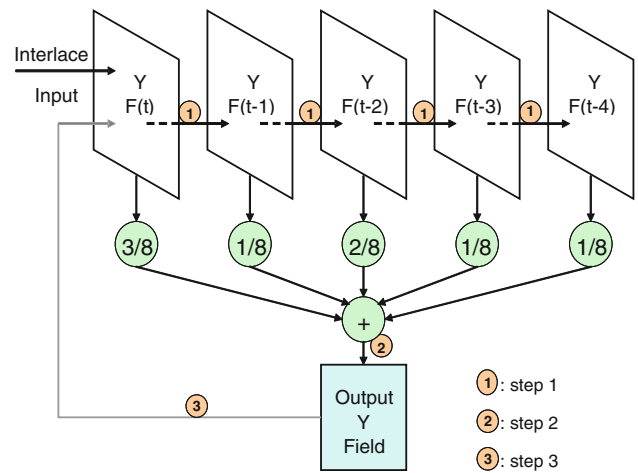 Interlace
Input
Y
F(t)
Y
F(t-1)
Y
F(t-2)
Y
F(t-3)
Y
F(t-4)
1
1
1
1
3/8
1/8
2/8
1/8
1/8
+
2
Output
Y
Field
3
1 : step 1
2 : step 2
3 : step 3